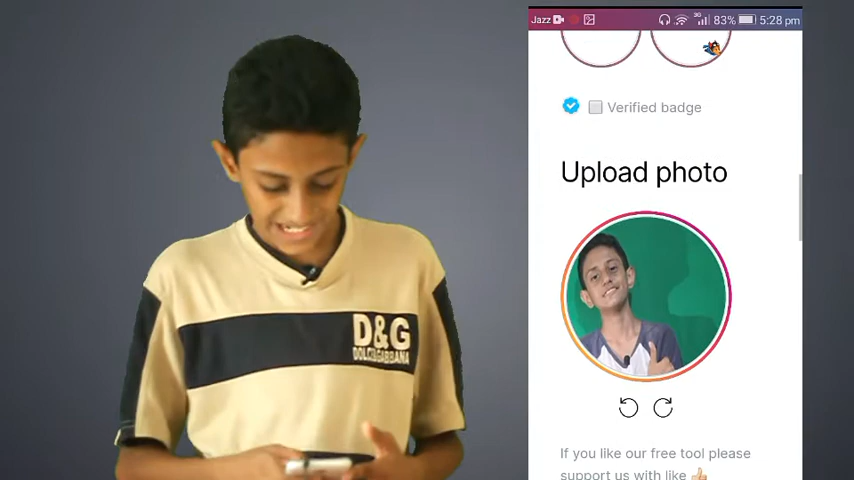 Jazz
3G
83%
5:28 pm
Verified badge
Upload photo
D&G
DOLCE&GABBANA
If you like our free tool please
support us with like 👍